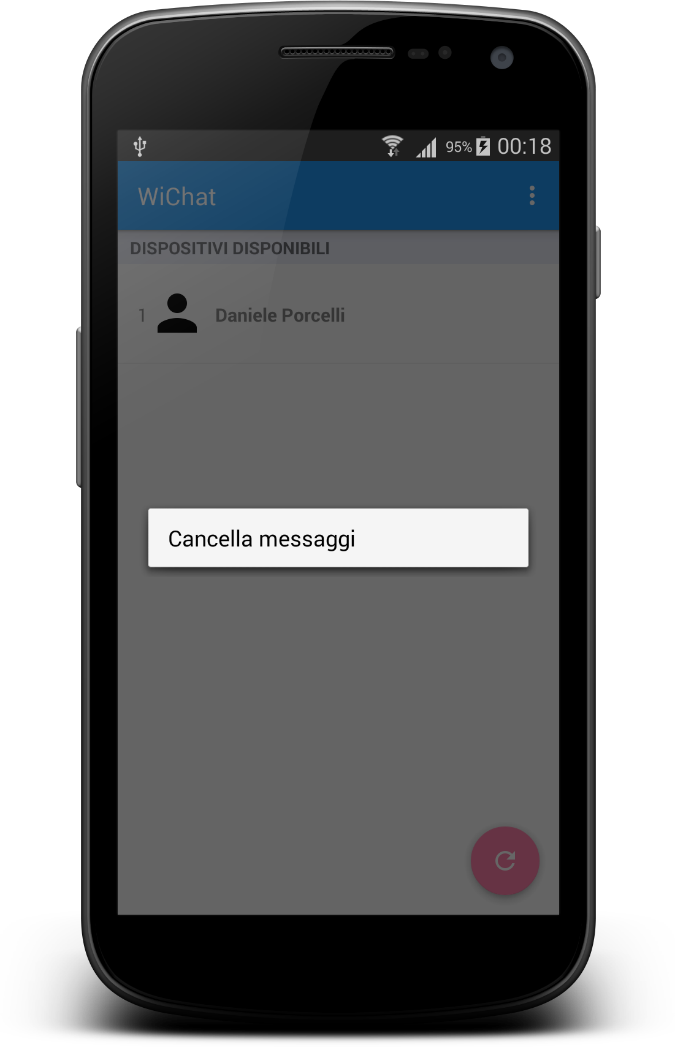 95% 00:18
WiChat
DISPOSITIVI DISPONIBILI
1 Daniele Porcelli
Cancella messaggi